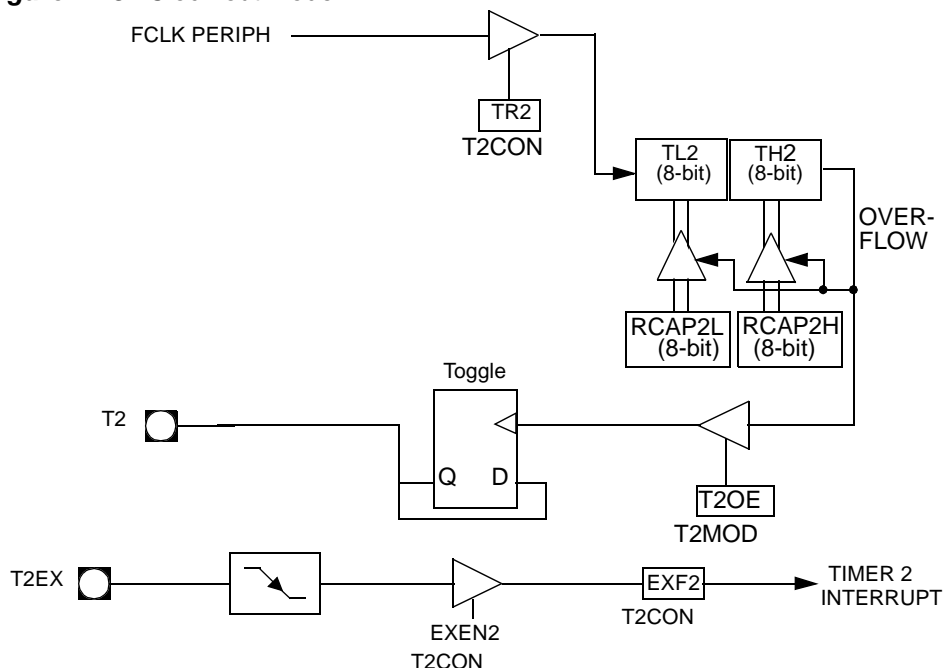 FCLK PERIPH
TR2
T2CON
TL2
(8-bit)
TH2
(8-bit)
OVER-
FLOW
RCAP2L
(8-bit)
RCAP2H
(8-bit)
Toggle
T2
Q D
T2OE
T2MOD
T2EX
EXEN2
T2CON
EXF2
T2CON
TIMER 2
INTERRUPT